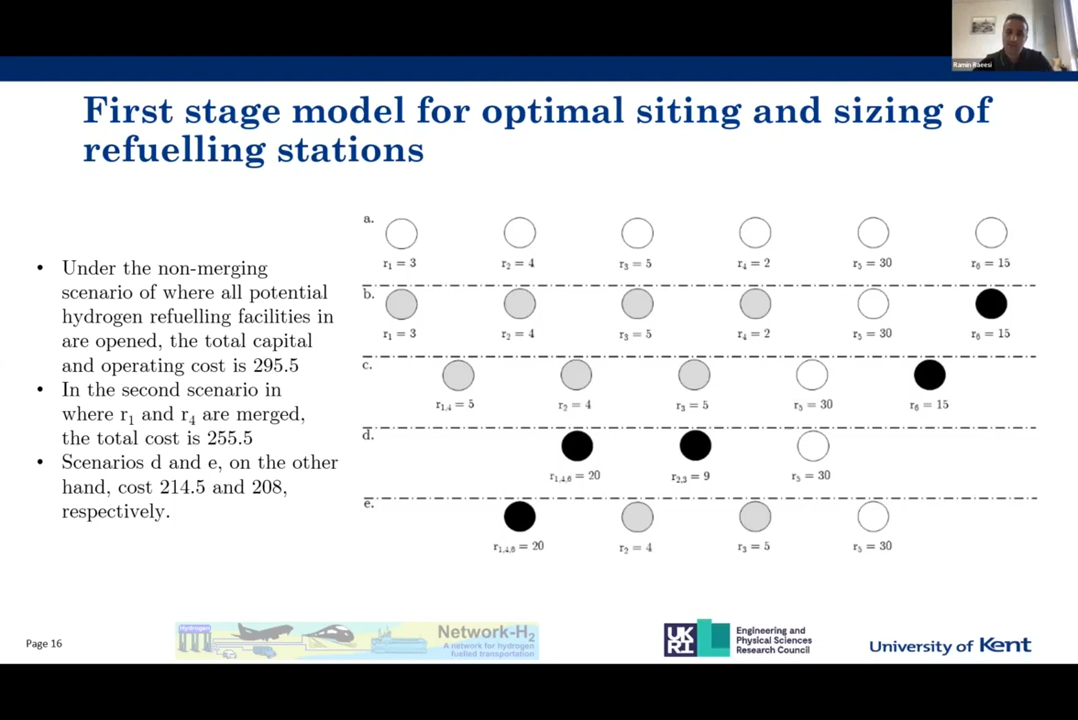 Ramin Raeesi
First stage model for optimal siting and sizing of
refuelling stations
• Under the non-merging
scenario of where all potential
hydrogen refuelling facilities in
are opened, the total capital
and operating cost is 295.5
• In the second scenario in
where r₁ and r₄ are merged,
the total cost is 255.5
• Scenarios d and e, on the other
hand, cost 214.5 and 208,
respectively.
a.
r₁ = 3 r₂ = 4 r₃ = 5 r₄ = 2 r₅ = 30 r₆ = 15
b.
r₁ = 3 r₂ = 4 r₃ = 5 r₄ = 2 r₅ = 30 r₆ = 15
c.
r₁,₄ = 5 r₂ = 4 r₃ = 5 r₅ = 30 r₆ = 15
d.
r₁,₄,₆ = 20 r₂,₃ = 9 r₅ = 30
e.
r₁,₄,₆ = 20 r₂ = 4 r₃ = 5 r₅ = 30
Page 16
Hydrogen
Network-H₂
A network for hydrogen
fuelled transportation
UK
RI
Engineering and
Physical Sciences
Research Council
University of Kent